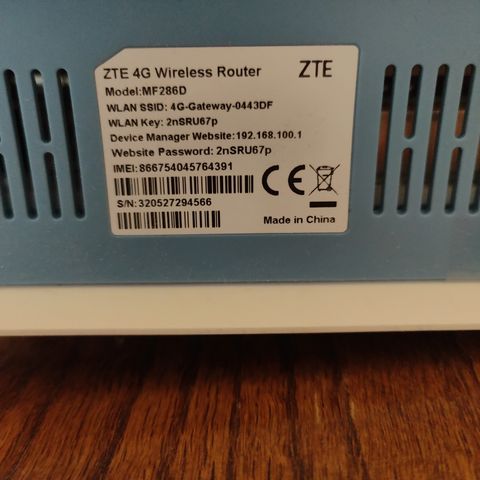 ZTE 4G Wireless Router ZTE
Model:MF286D
WLAN SSID: 4G-Gateway-0443DF
WLAN Key: 2nSRU67p
Device Manager Website:192.168.100.1
Website Password: 2nSRU67p
IMEI:866754045764391
CE
S/N:320527294566
Made in China